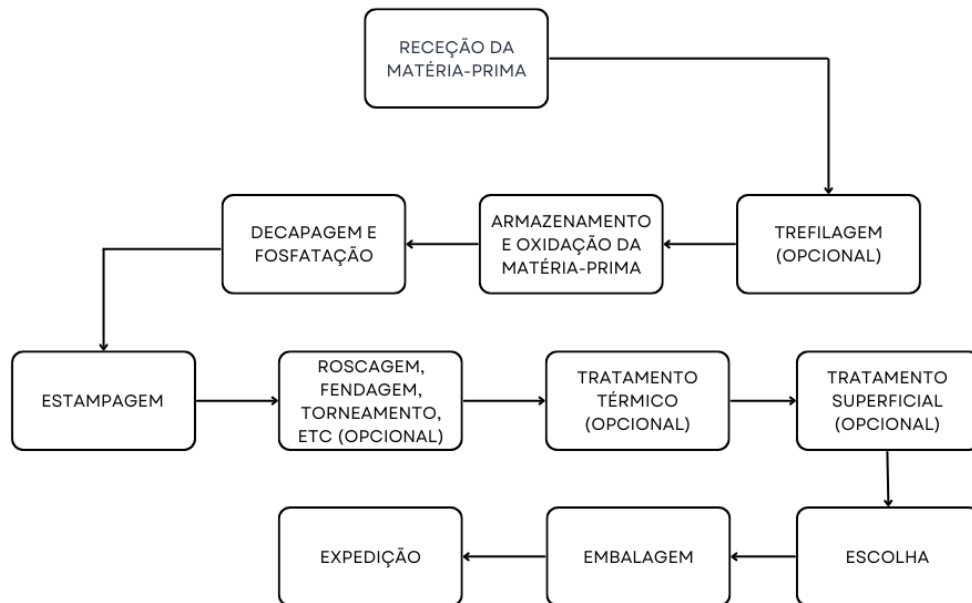 RECEÇÃO DA
MATÉRIA-PRIMA
TREFILAGEM
(OPCIONAL)
ARMAZENAMENTO
E OXIDAÇÃO DA
MATÉRIA-PRIMA
DECAPAGEM E
FOSFATAÇÃO
ESTAMPAGEM
ROSCAGEM,
FENDAGEM,
TORNEAMENTO,
ETC (OPCIONAL)
TRATAMENTO
TÉRMICO
(OPCIONAL)
TRATAMENTO
SUPERFICIAL
(OPCIONAL)
ESCOLHA
EMBALAGEM
EXPEDIÇÃO